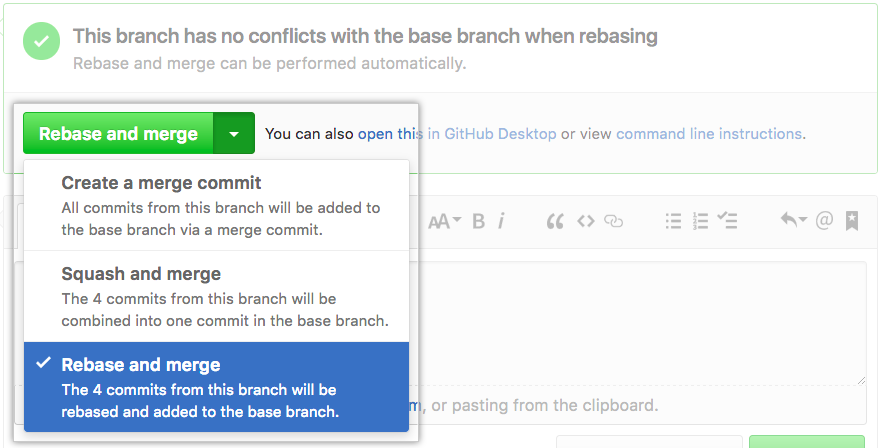 This branch has no conflicts with the base branch when rebasing
Rebase and merge can be performed automatically.
Rebase and merge
You can also open this in GitHub Desktop or view command line instructions.
Create a merge commit
All commits from this branch will be added to
the base branch via a merge commit.
AA B i
Squash and merge
The 4 commits from this branch will be
combined into one commit in the base branch.
Rebase and merge
The 4 commits from this branch will be
rebased and added to the base branch.
, or pasting from the clipboard.